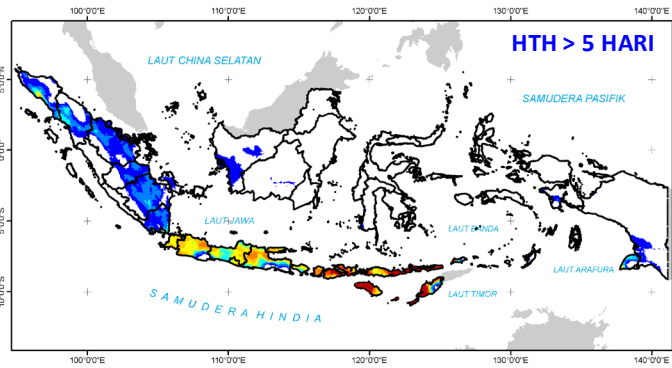 100°0'0"E 110°0'0"E 120°0'0"E 130°0'0"E 140°0'0"E
HTH > 5 HARI
LAUT CHINA SELATAN
SAMUDERA PASIFIK
LAUT JAWA
LAUT BANDA
LAUT ARAFURA
LAUT TIMOR
SAMUDERA HINDIA
100°0'0"E 110°0'0"E 120°0'0"E 130°0'0"E 140°0'0"E